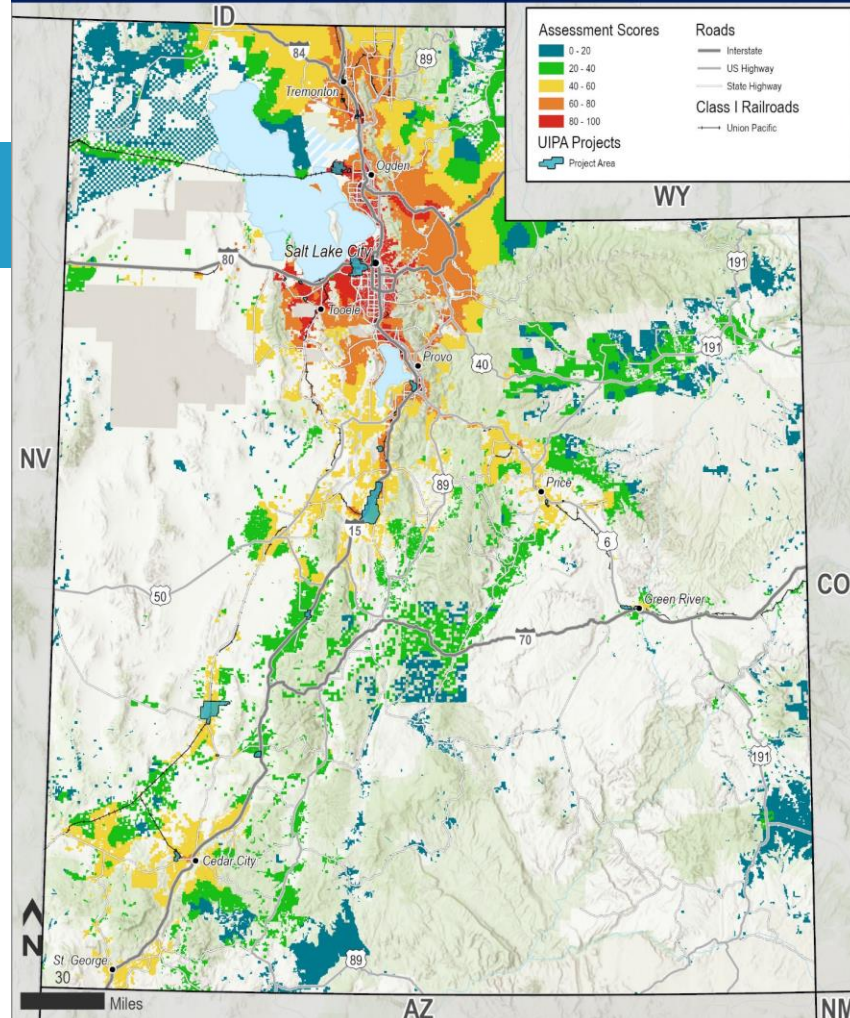 ID
Assessment Scores
0 - 20
20 - 40
40 - 60
60 - 80
80 - 100
UIPA Projects
Project Area
Roads
Interstate
US Highway
State Highway
Class I Railroads
Union Pacific
84
89
Tremonton
Ogden
WY
Salt Lake City
80
191
Tooele
Provo
40
191
NV
89
Price
15
6
50
CO
Green River
70
191
Cedar City
N
St. George
30
89
Miles
AZ
NM